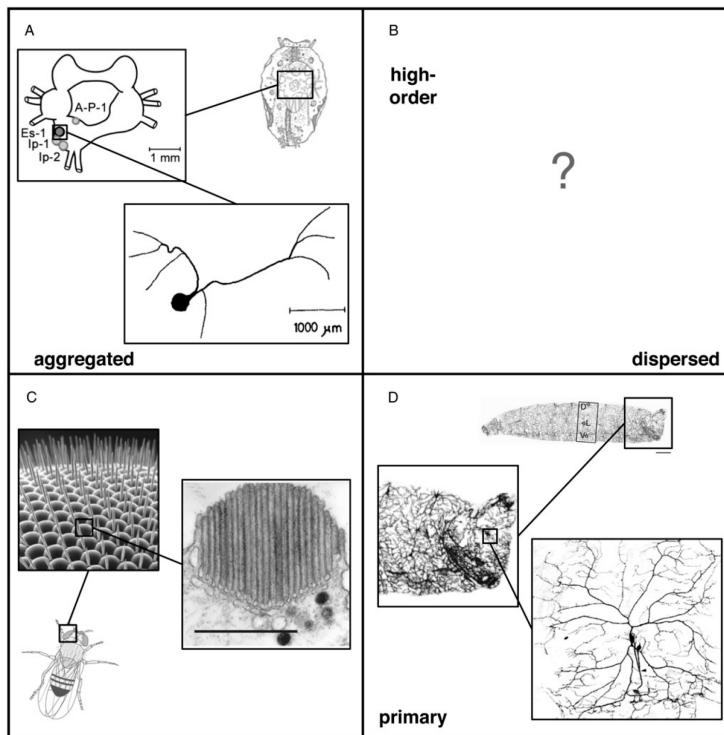 A
A-P-1
Es-1
Ip-1
Ip-2
1 mm
1000 μm
aggregated
B
high-
order
?
dispersed
C
D
D
L
V
primary